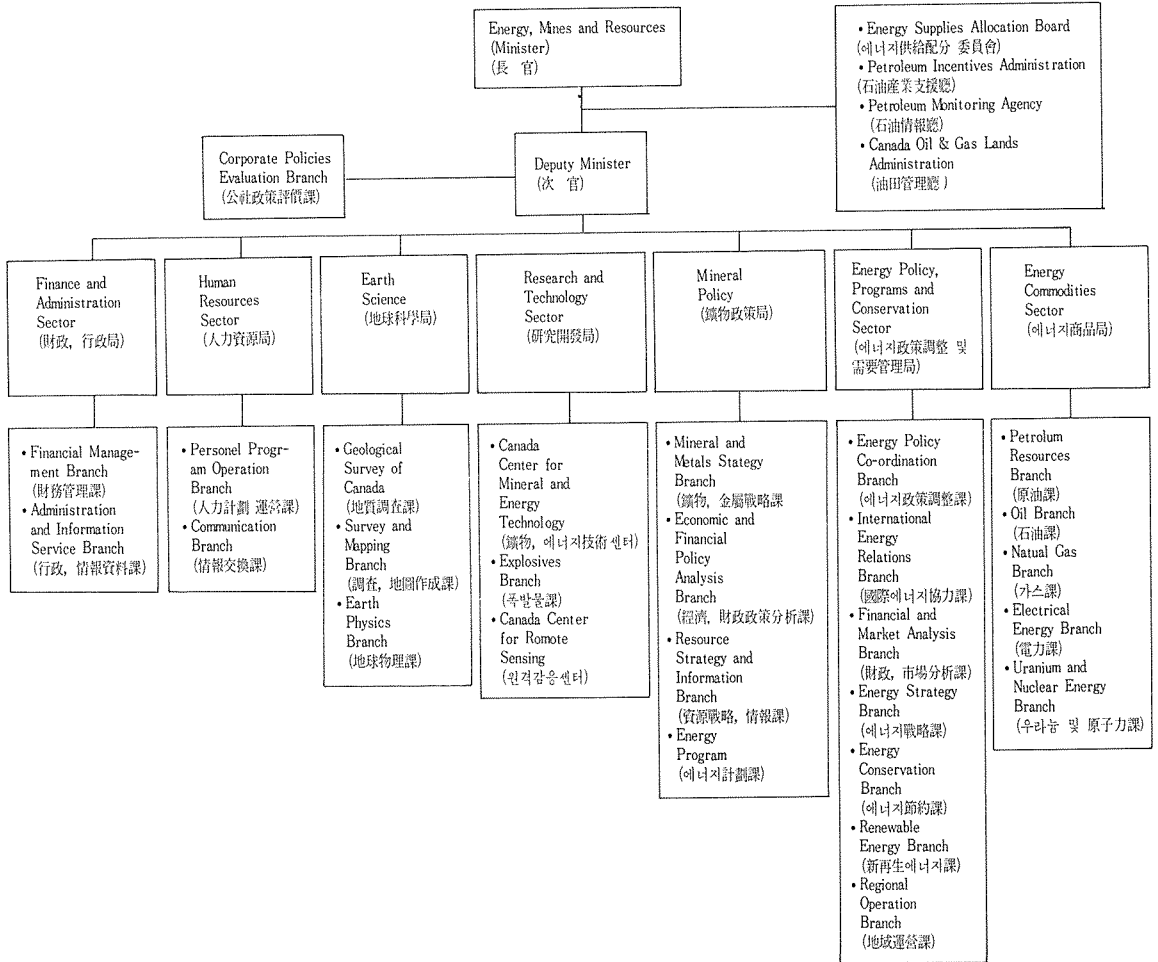 Energy, Mines and Resources
(Minister)
(長 官)
• Energy Supplies Allocation Board
(에너지供給配分 委員會)
• Petroleum Incentives Administration
(石油産業支援廳)
• Petroleum Monitoring Agency
(石油情報廳)
• Canada Oil & Gas Lands
Administration
(油田管理廳)
Corporate Policies
Evaluation Branch
(公社政策評價課)
Deputy Minister
(次 官)
Finance and
Administration
Sector
(財政, 行政局)
Human
Resources
Sector
(人力資源局)
Earth
Science
(地球科學局)
Research and
Technology
Sector
(硏究開發局)
Mineral
Policy
(鑛物政策局)
Energy Policy,
Programs and
Conservation
Sector
(에너지政策調整 및
需要管理局)
Energy
Commodities
Sector
(에너지商品局)
• Financial Manage-
ment Branch
(財務管理課)
• Administration
and Information
Service Branch
(行政, 情報資料課)
• Personel Prog-
ram Operation
Branch
(人力計劃 運營課)
• Communication
Branch
(情報交換課)
• Geological
Survey of
Canada
(地質調査課)
• Survey and
Mapping
Branch
(調査, 地圖作成課)
• Earth
Physics
Branch
(地球物理課)
• Canada
Center for
Mineral and
Energy
Technology
(鑛物, 에너지技術센터)
• Explosives
Branch
(폭발물課)
• Canada Center
for Romote
Sensing
(원격감응센터)
• Mineral and
Metals Stategy
Branch
(鑛物, 金屬戰略課
• Economic and
Financial
Policy
Analysis
Branch
(經濟, 財政政策分析課)
• Resource
Strategy and
Information
Branch
(資源戰略, 情報課)
• Energy
Program
(에너지計劃課)
• Energy Policy
Co-ordination
Branch
(에너지政策調整課)
• International
Energy
Relations
Branch
(國際에너지協力課)
• Financial and
Market Analysis
Branch
(財政, 市場分析課)
• Energy Strategy
Branch
(에너지戰略課)
• Energy
Conservation
Branch
(에너지節約課)
• Renewable
Energy Branch
(新再生에너지課)
• Regional
Operation
Branch
(地域運營課)
• Petrolum
Resources
Branch
(原油課)
• Oil Branch
(石油課)
• Natual Gas
Branch
(가스課)
• Electrical
Energy Branch
(電力課)
• Uranium and
Nuclear Energy
Branch
(우라늄 및 原子力課)